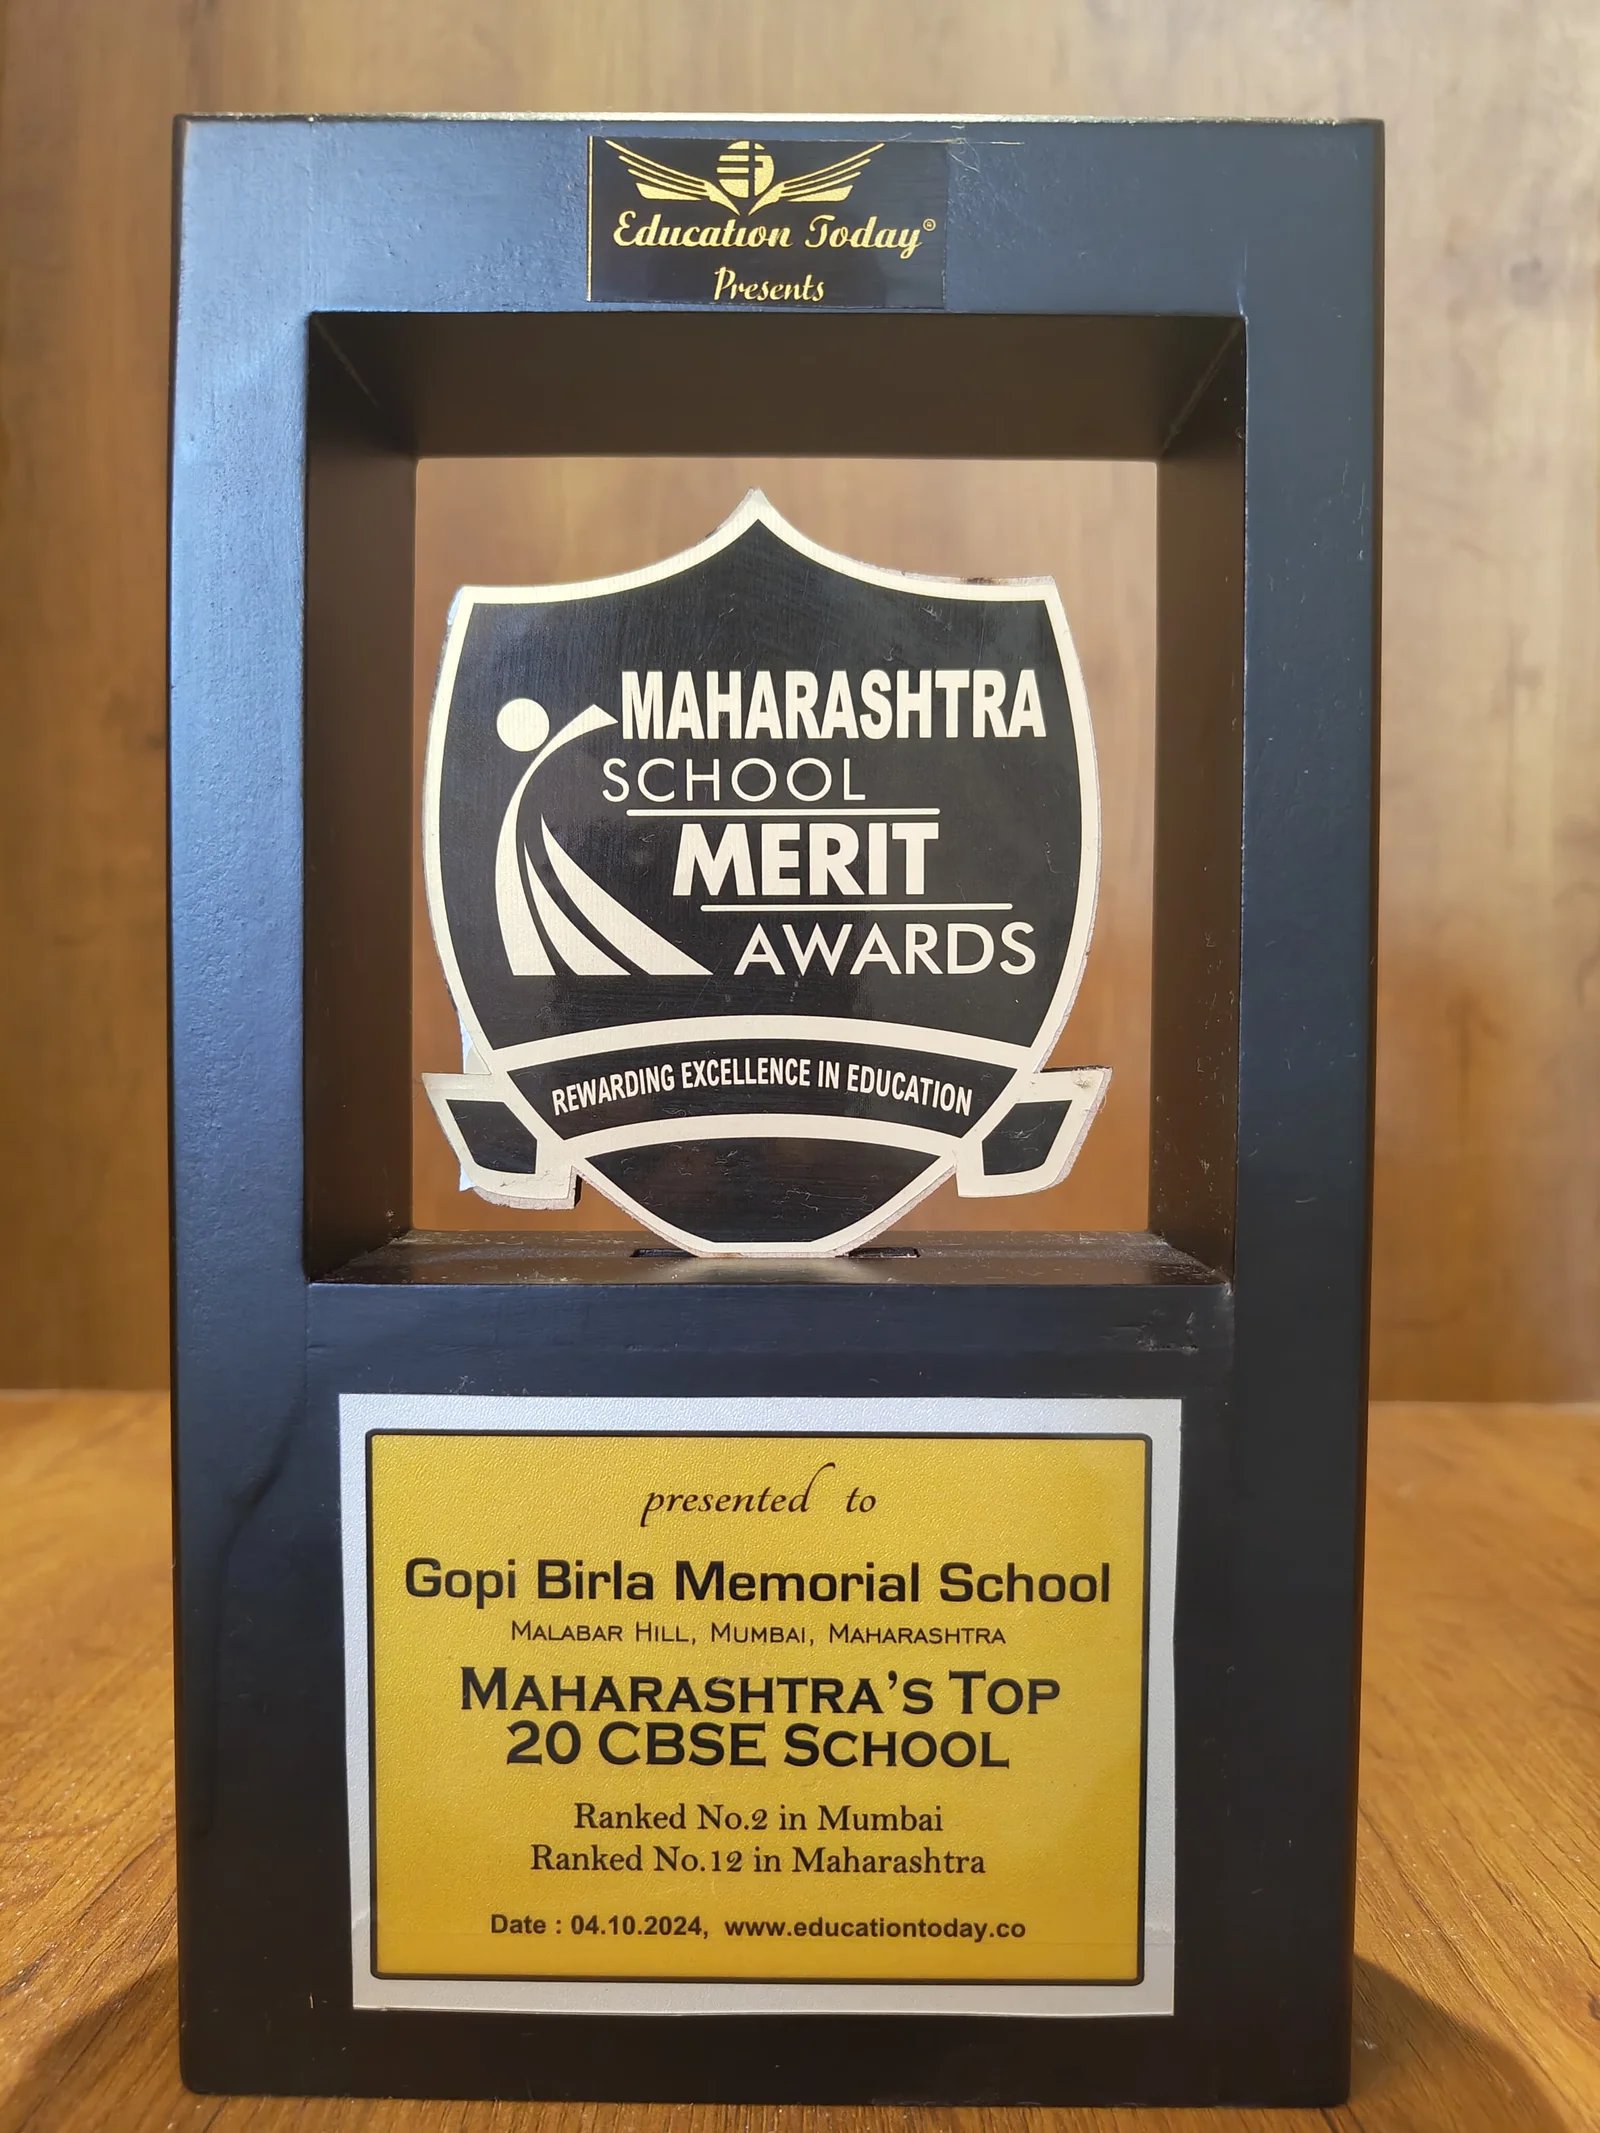 Education Today®
Presents
MAHARASHTRA
SCHOOL
MERIT
AWARDS
REWARDING EXCELLENCE IN EDUCATION
presented to
Gopi Birla Memorial School
MALABAR HILL, MUMBAI, MAHARASHTRA
MAHARASHTRA'S TOP
20 CBSE SCHOOL
Ranked No.2 in Mumbai
Ranked No.12 in Maharashtra
Date : 04.10.2024, www.educationtoday.co